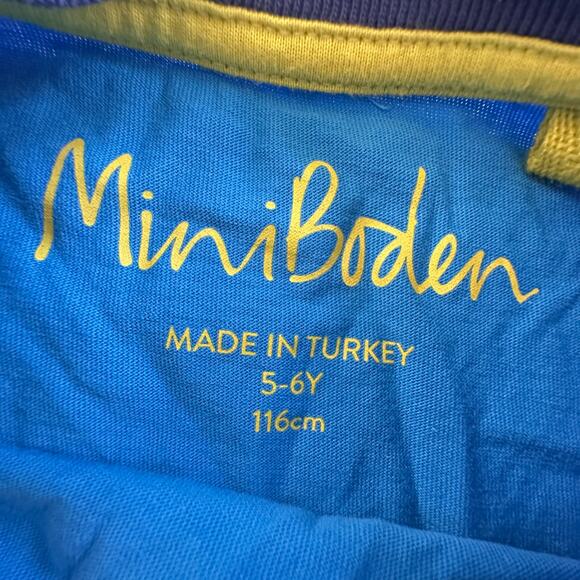 MiniBoden
MADE IN TURKEY
5-6Y
116cm